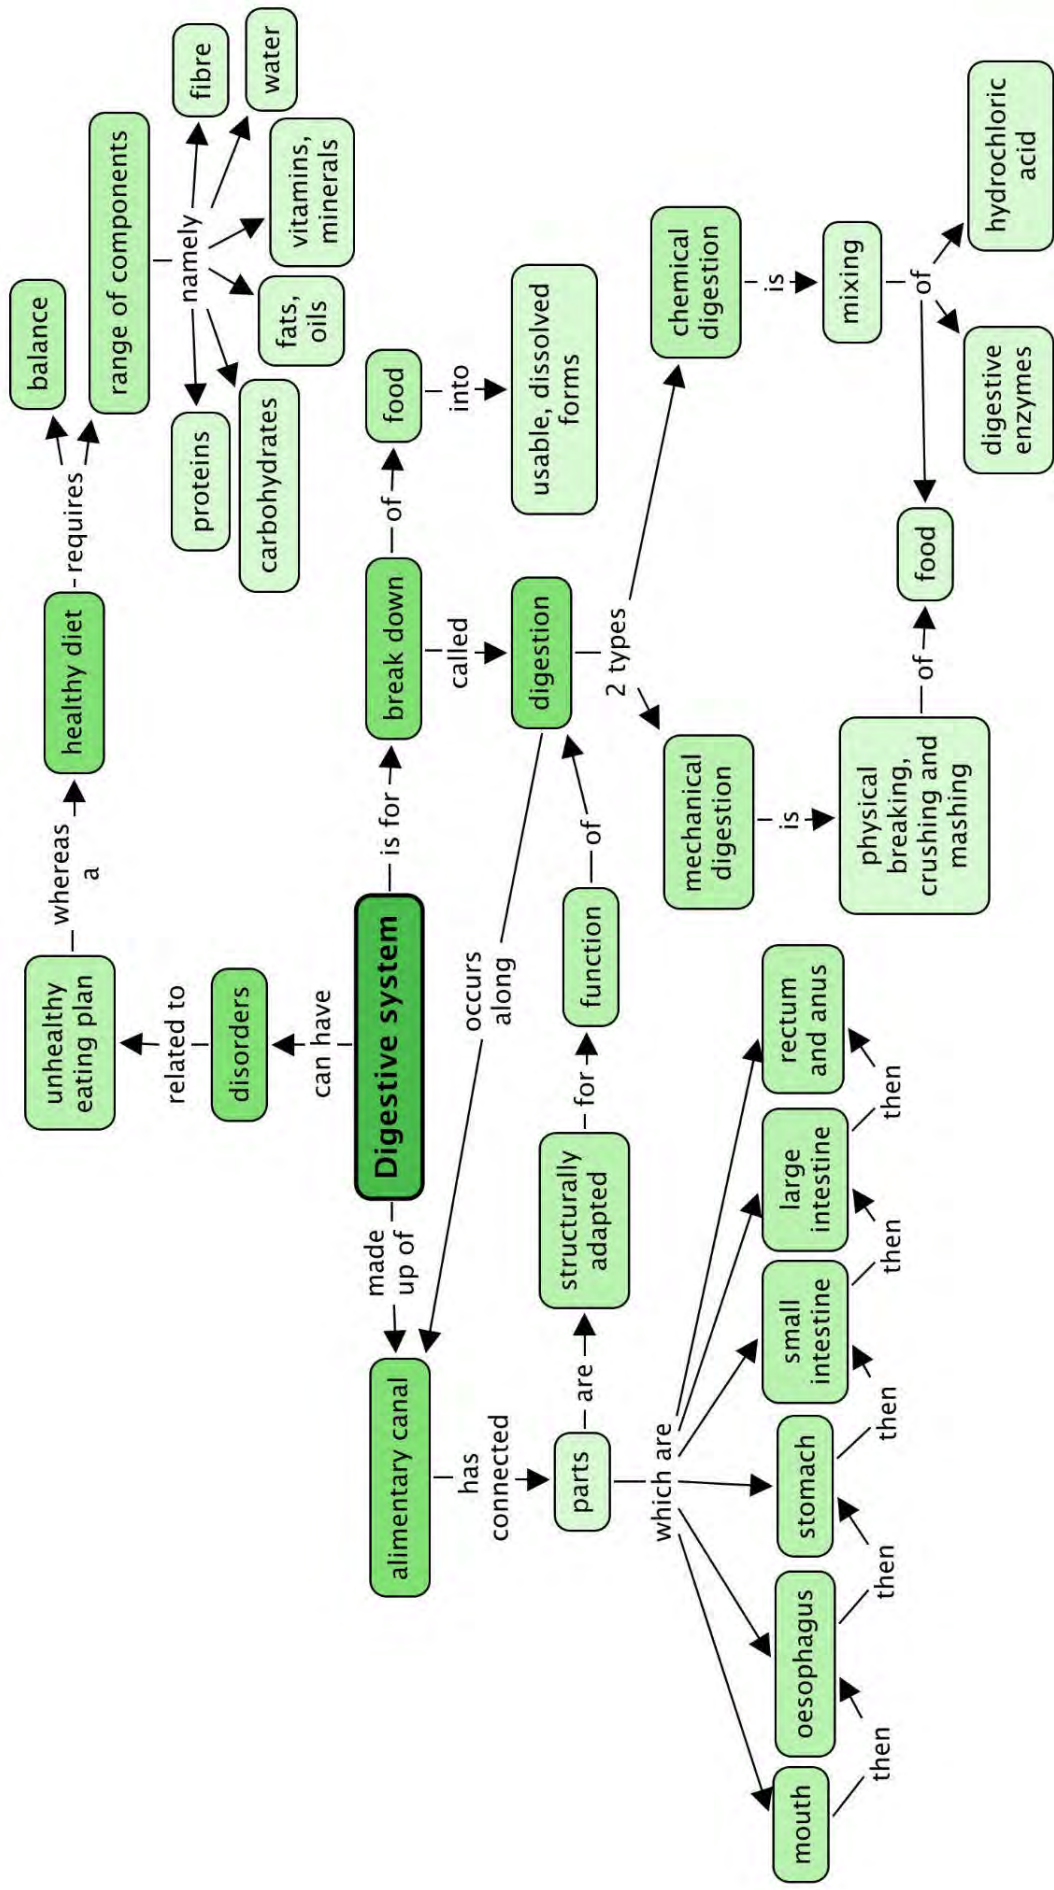 unhealthy
eating plan
whereas
a
healthy diet
requires
balance
range of components
namely
proteins
carbohydrates
fats,
oils
vitamins,
minerals
water
fibre
related to
disorders
can have
Digestive system
is for
break down
of
food
into
usable, dissolved
forms
called
digestion
2 types
made
up of
alimentary canal
occurs
along
has
connected
parts
are
structurally
adapted
for
function
of
which are
mouth
then
oesophagus
then
stomach
then
small
intestine
then
large
intestine
then
rectum
and anus
mechanical
digestion
is
physical
breaking,
crushing and
mashing
of
food
chemical
digestion
is
mixing
of
digestive
enzymes
hydrochloric
acid